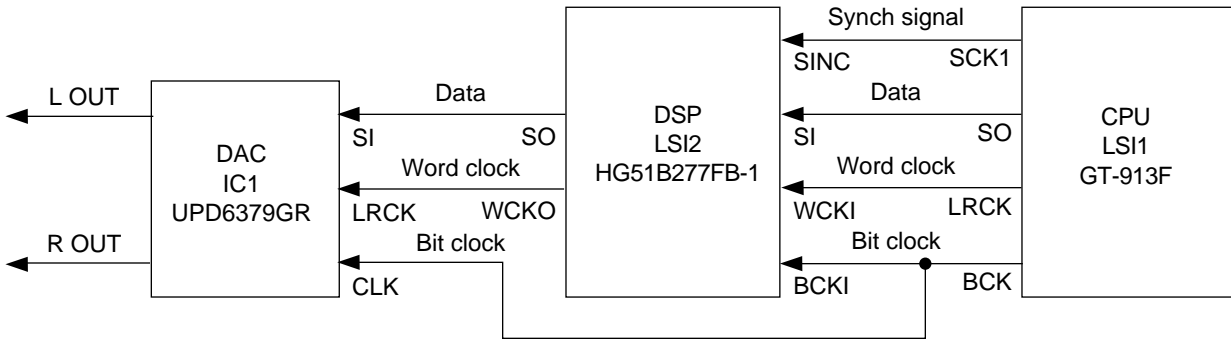 Synch signal
SINC
SCK1
L OUT
Data
SI
SO
Data
SI
SO
DAC
IC1
UPD6379GR
DSP
LSI2
HG51B277FB-1
CPU
LSI1
GT-913F
Word clock
LRCK
WCKO
Word clock
WCKI
LRCK
R OUT
Bit clock
CLK
Bit clock
BCKI
BCK